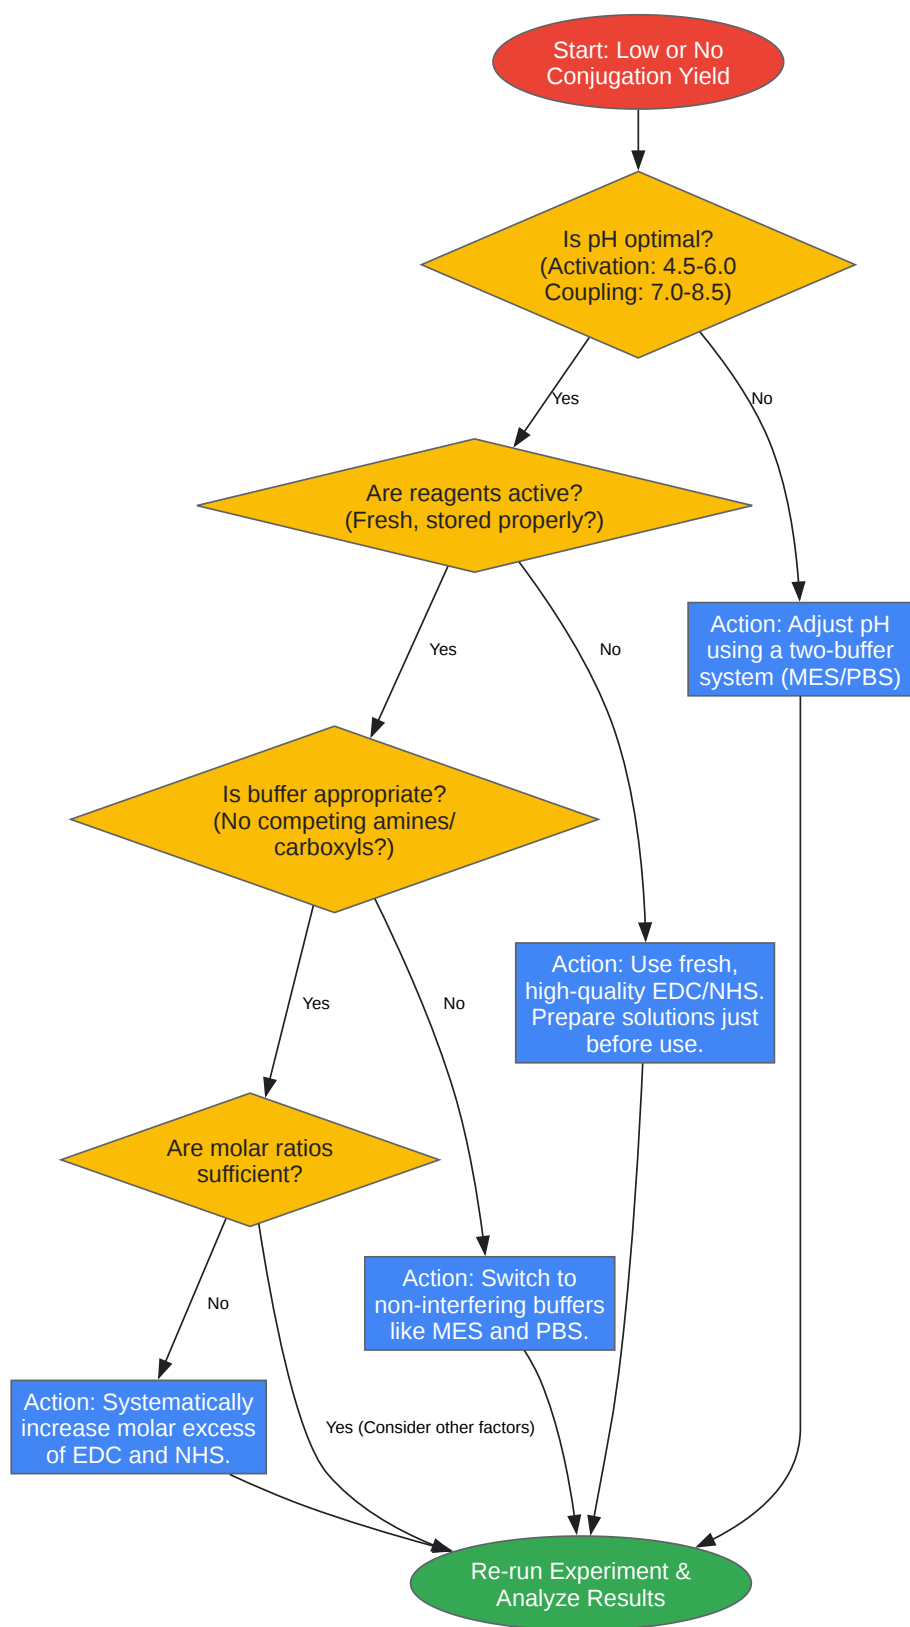 Start: Low or No
Conjugation Yield
Is pH optimal?
(Activation: 4.5-6.0
Coupling: 7.0-8.5)
Yes
No
Are reagents active?
(Fresh, stored properly?)
Action: Adjust pH
using a two-buffer
system (MES/PBS)
Yes
No
Is buffer appropriate?
(No competing amines/
carboxyls?)
Action: Use fresh,
high-quality EDC/NHS.
Prepare solutions just
before use.
Yes
No
Are molar ratios
sufficient?
Action: Switch to
non-interfering buffers
like MES and PBS.
No
Action: Systematically
increase molar excess
of EDC and NHS.
Yes (Consider other factors)
Re-run Experiment &
Analyze Results